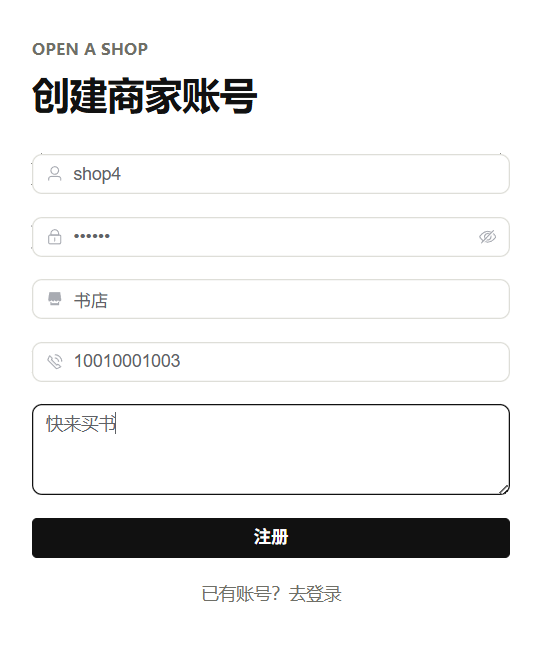 OPEN A SHOP
创建商家账号
shop4
••••••
书店
10010001003
快来买书
注册
已有账号？去登录